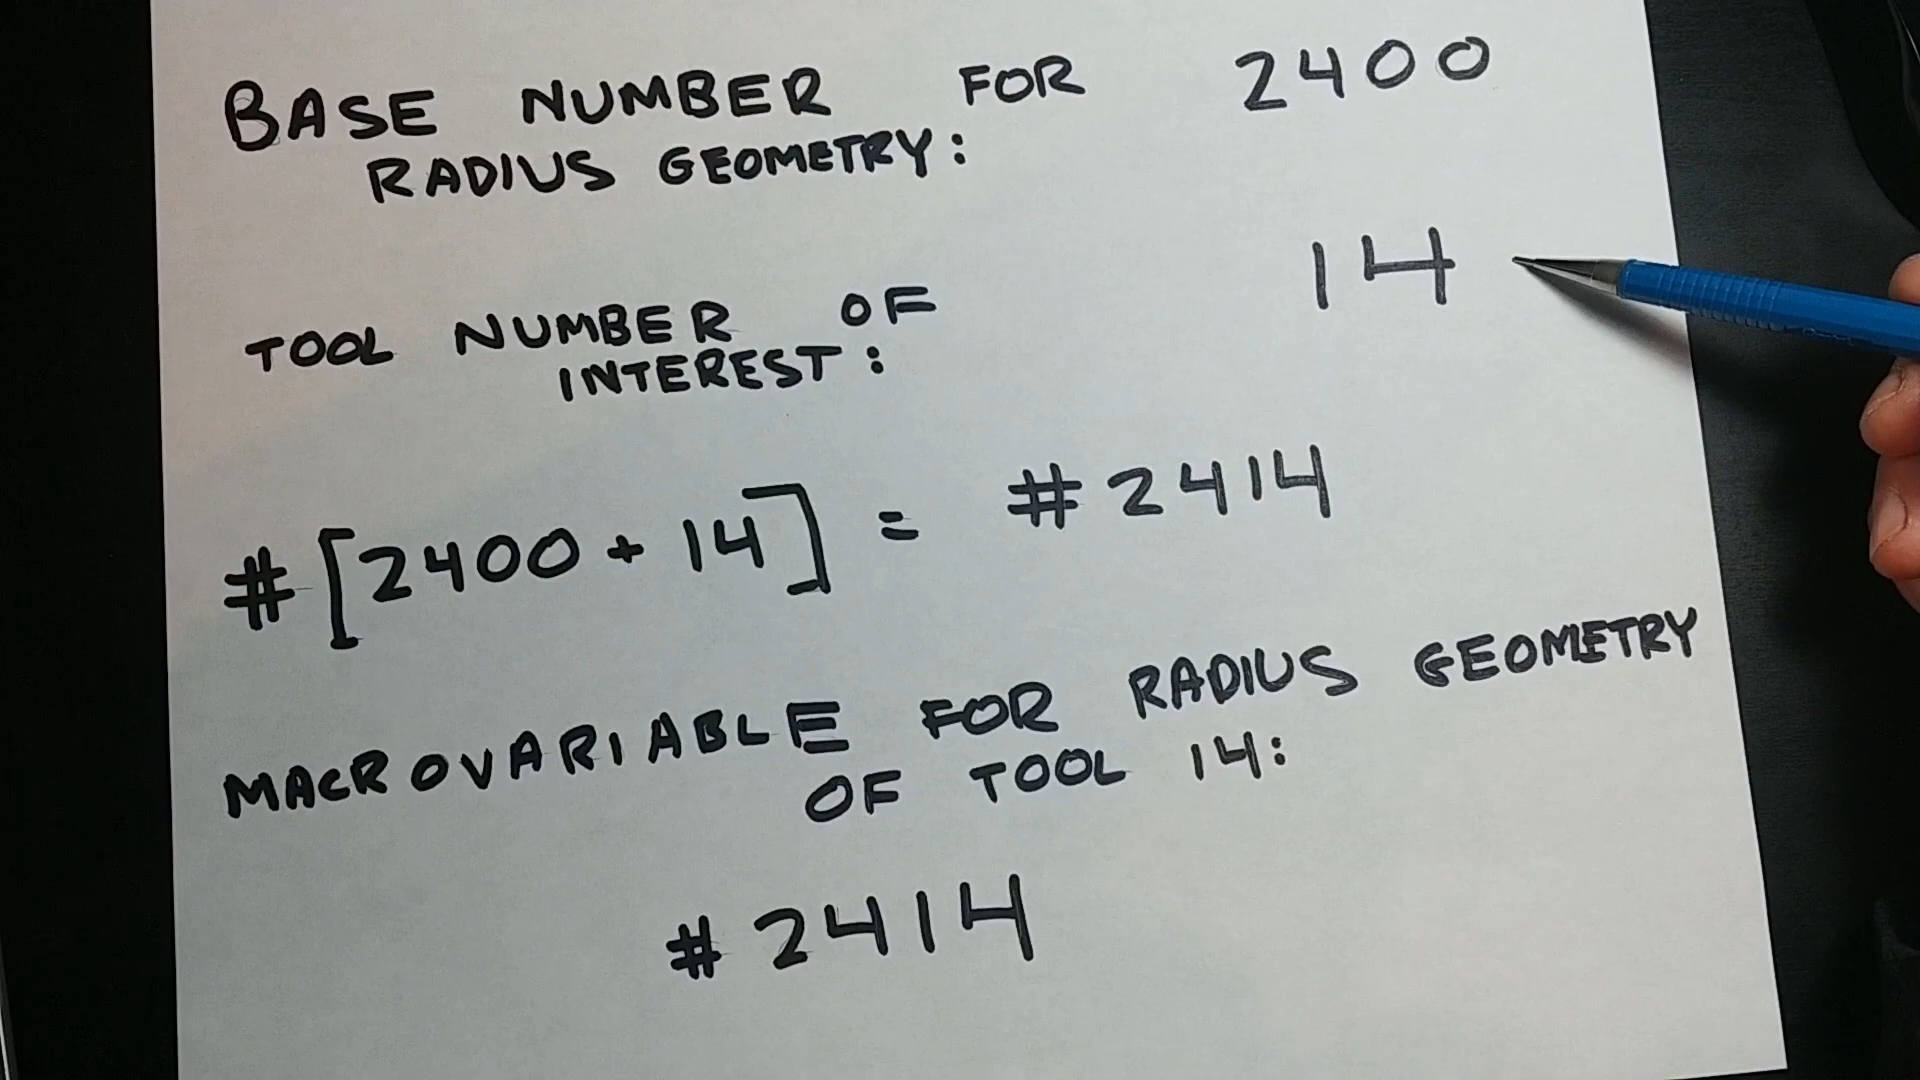 BASE NUMBER FOR 2400
RADIUS GEOMETRY:
14
TOOL NUMBER OF
INTEREST:
#[2400 + 14] = #2414
MACROVARIABLE FOR RADIUS GEOMETRY
OF TOOL 14:
#2414